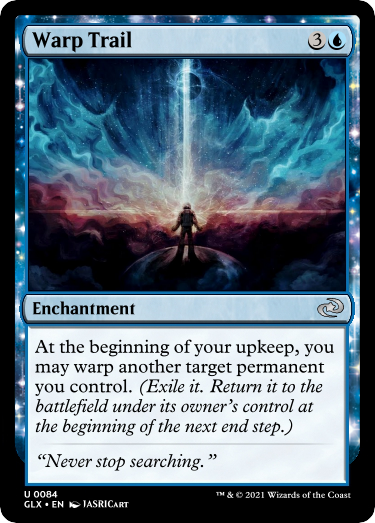 Warp Trail 3
Enchantment
At the beginning of your upkeep, you
may warp another target permanent
you control. (Exile it. Return it to the
battlefield under its owner's control at
the beginning of the next end step.)
"Never stop searching."
U 0084
GLX • EN JASRICART ™ & © 2021 Wizards of the Coast